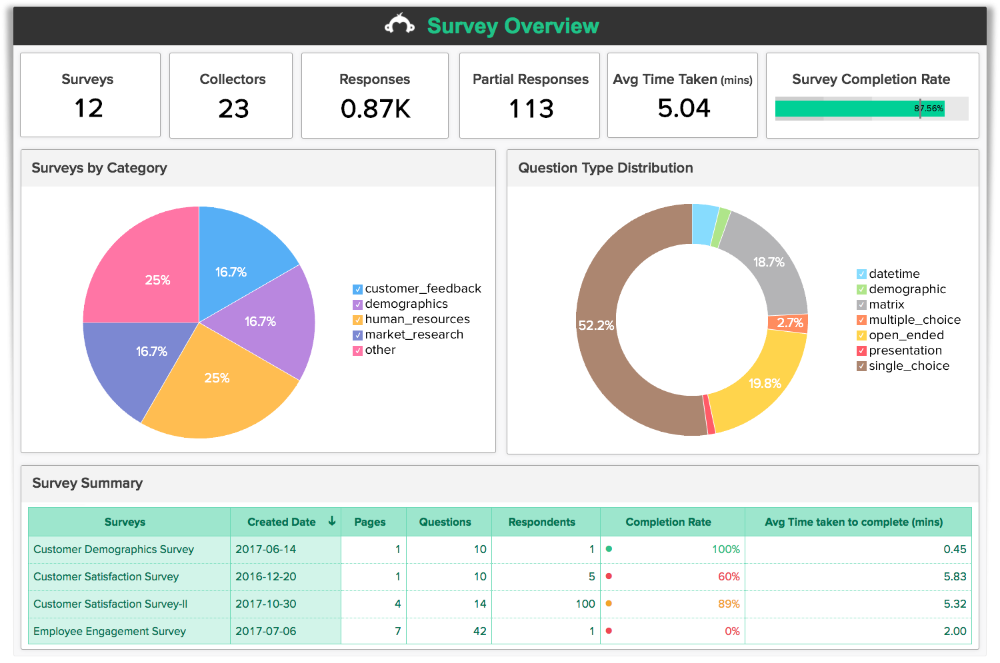 Survey Overview
Surveys
12
Collectors
23
Responses
0.87K
Partial Responses
113
Avg Time Taken (mins)
5.04
Survey Completion Rate
87.56%
Surveys by Category
25%
16.7%
16.7%
16.7%
25%
customer_feedback
demographics
human_resources
market_research
other
Question Type Distribution
18.7%
2.7%
52.2%
19.8%
datetime
demographic
matrix
multiple_choice
open_ended
presentation
single_choice
Survey Summary
Surveys Created Date ↓ Pages Questions Respondents Completion Rate Avg Time taken to complete (mins)
Customer Demographics Survey 2017-06-14 1 10 1 100% 0.45
Customer Satisfaction Survey 2016-12-20 1 10 5 60% 5.83
Customer Satisfaction Survey-II 2017-10-30 4 14 100 89% 5.32
Employee Engagement Survey 2017-07-06 7 42 1 0% 2.00